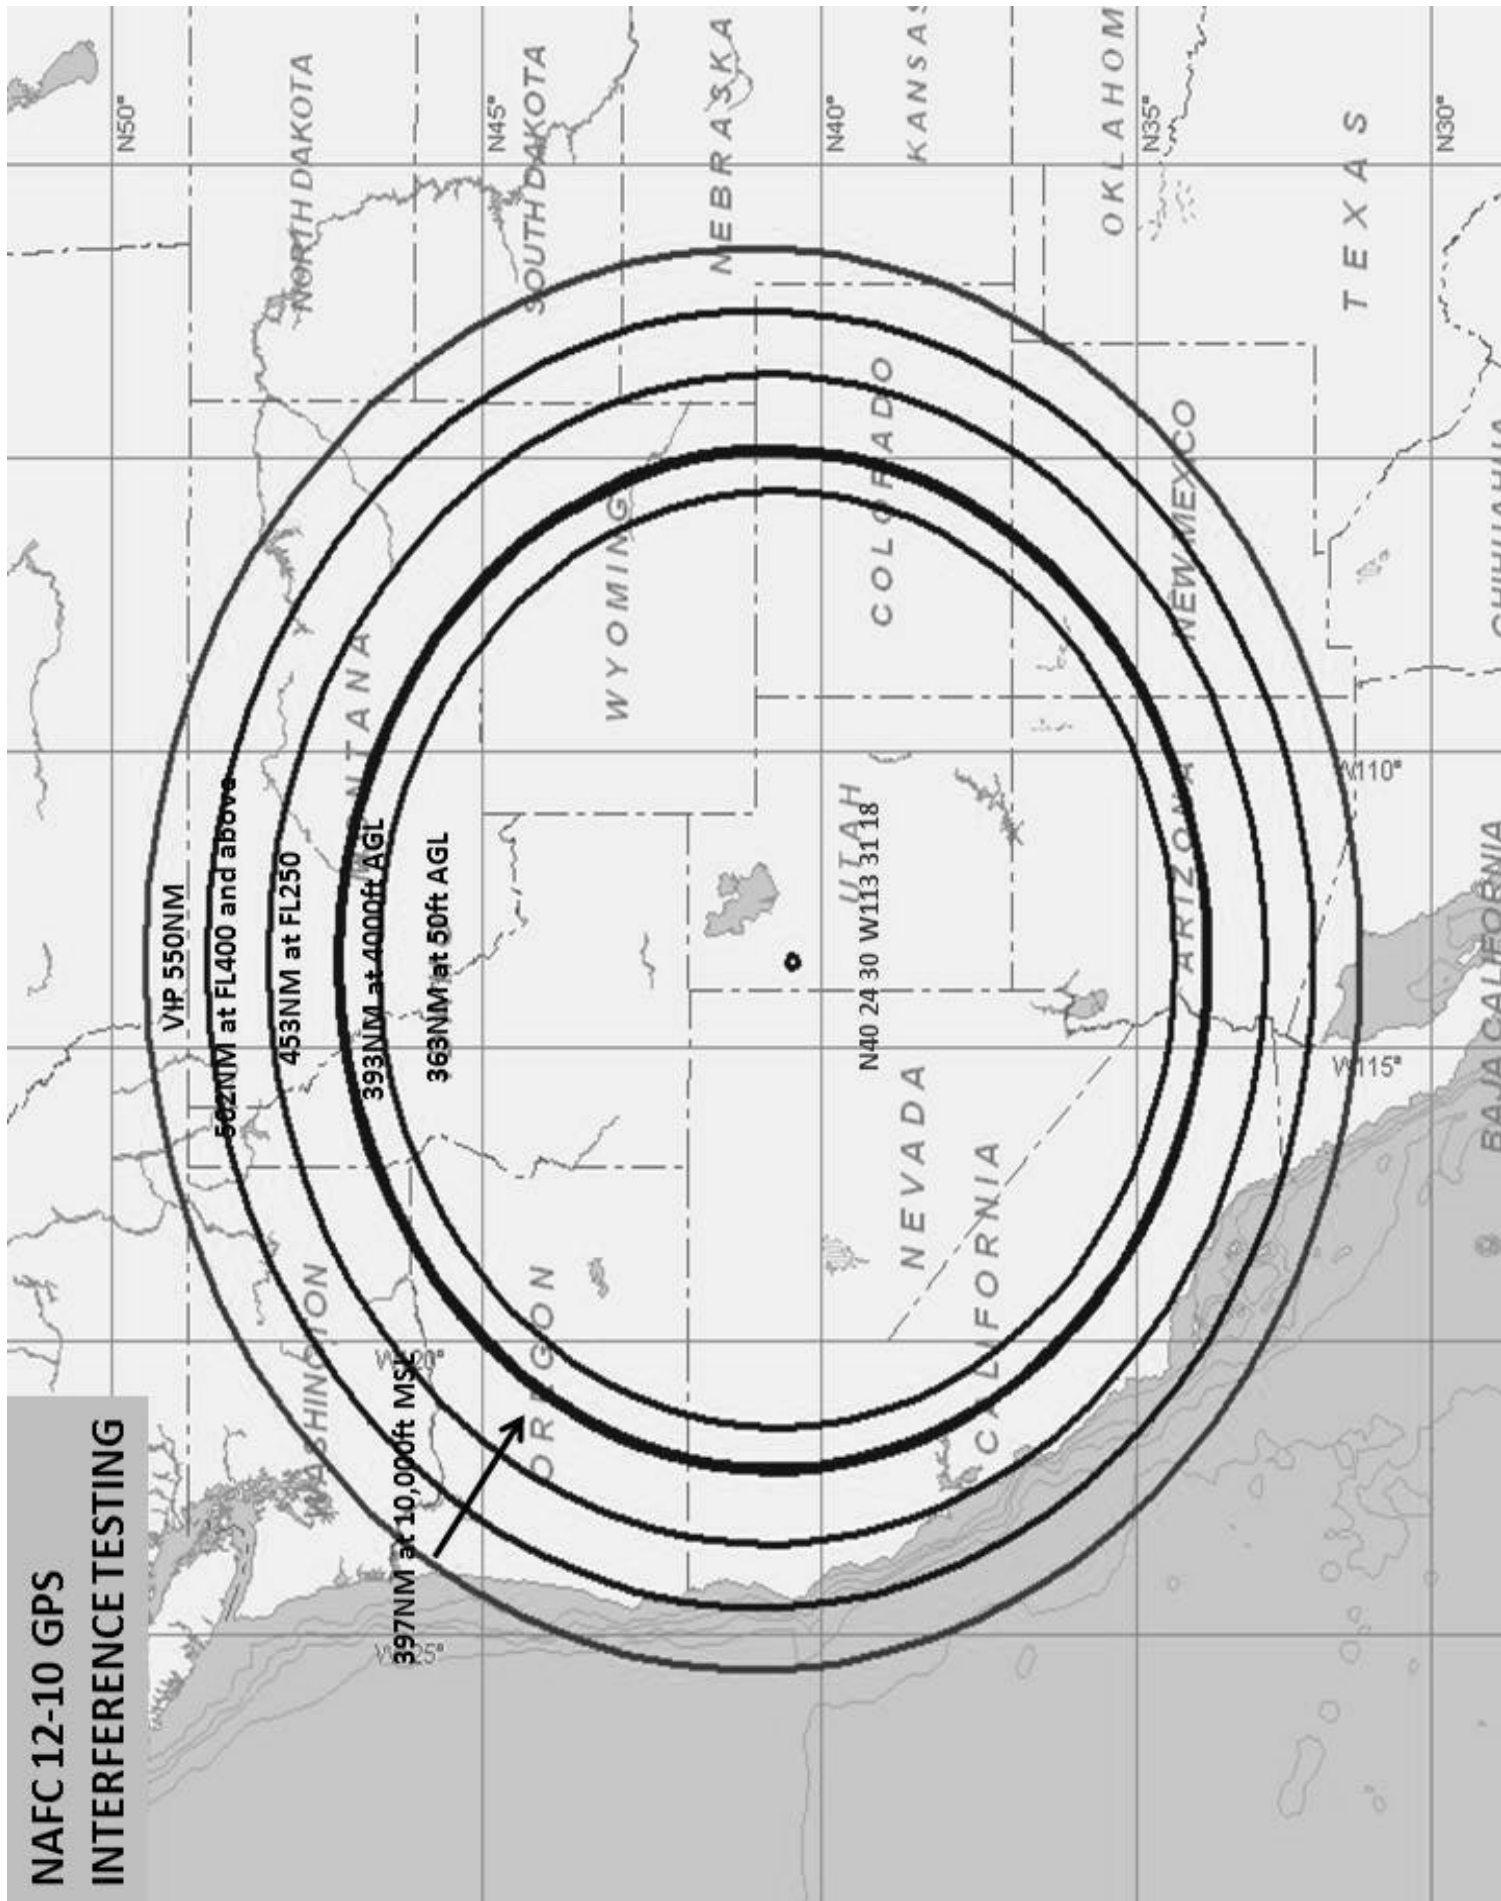 NAFC 12-10 GPS
INTERFERENCE TESTING
VIP 550NM
502NM at FL400 and above
453NM at FL250
393NM at 4000ft AGL
363NM at 50ft AGL
397NM at 10,000ft MSL
N40 24 30 W113 31 18
WASHINGTON
OREGON
CALIFORNIA
NEVADA
MONTANA
WYOMING
UTAH
ARIZONA
COLORADO
NEW MEXICO
NORTH DAKOTA
SOUTH DAKOTA
NEBRASKA
KANSAS
OKLAHOM
TEXAS
BAJA CALIFORNIA
CHIHUAHUA
N50°
N45°
N40°
N35°
N30°
W125°
W120°
W115°
W110°